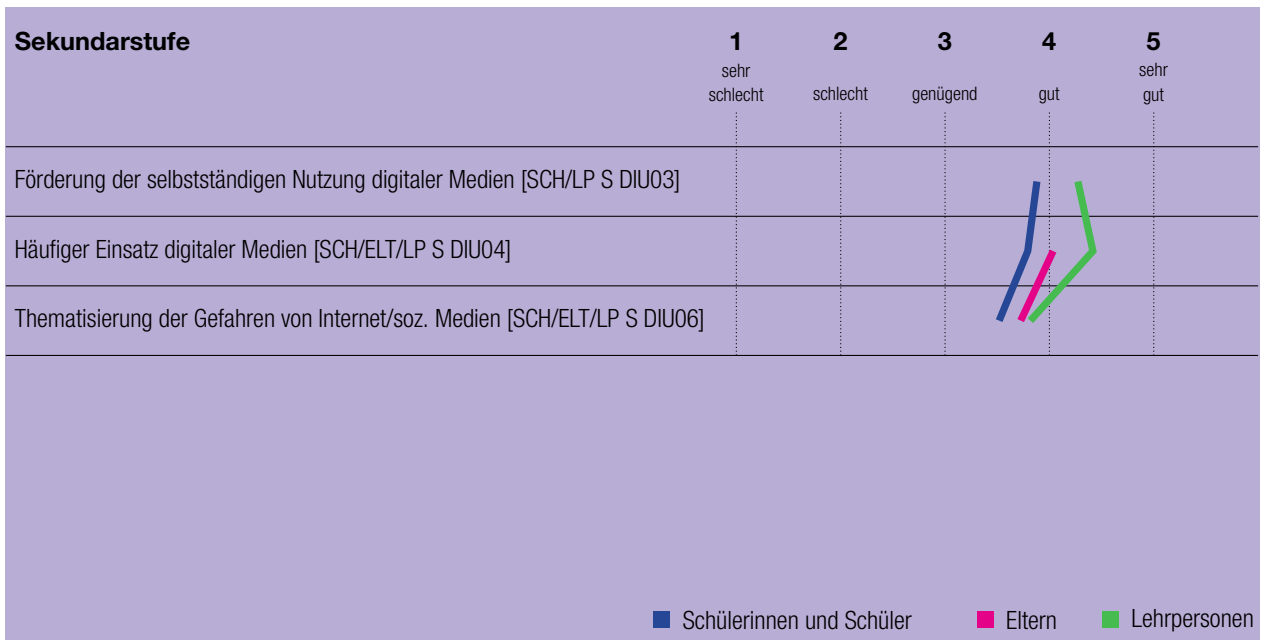 Sekundarstufe 1 2 3 4 5
sehr schlecht schlecht genügend gut sehr gut
Förderung der selbstständigen Nutzung digitaler Medien [SCH/LP S DIU03]
Häufiger Einsatz digitaler Medien [SCH/ELT/LP S DIU04]
Thematisierung der Gefahren von Internet/soz. Medien [SCH/ELT/LP S DIU06]
Schülerinnen und Schüler Eltern Lehrpersonen